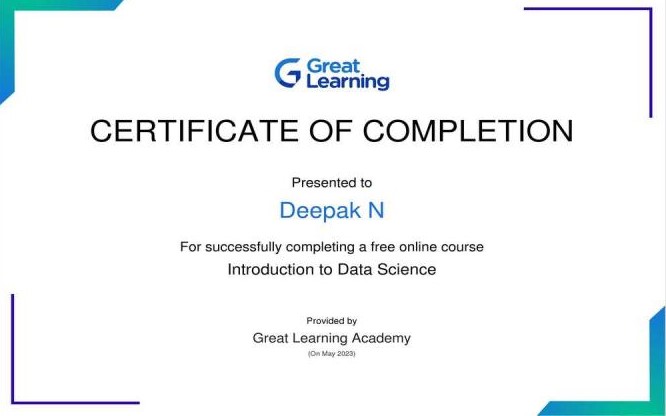 Great
Learning
CERTIFICATE OF COMPLETION
Presented to
Deepak N
For successfully completing a free online course
Introduction to Data Science
Provided by
Great Learning Academy
(On May 2023)